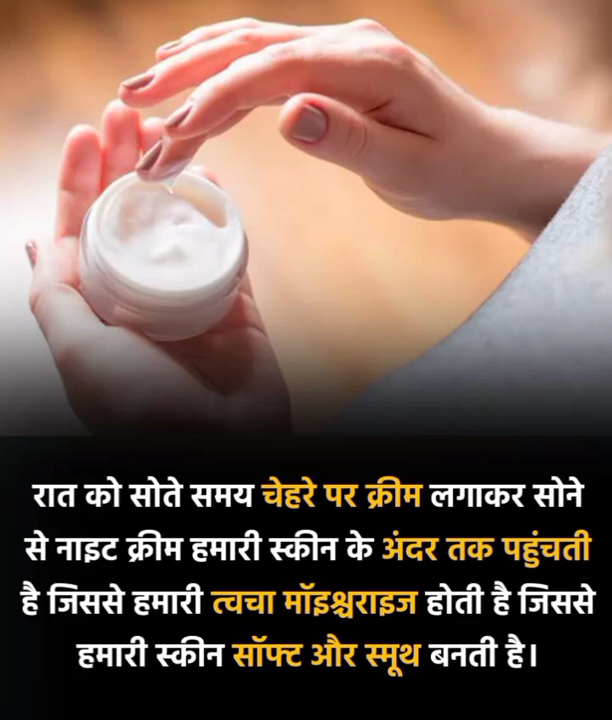 रात को सोते समय चेहरे पर क्रीम लगाकर सोने
से नाइट क्रीम हमारी स्कीन के अंदर तक पहुंचती
है जिससे हमारी त्वचा मॉइश्चराइज होती है जिससे
हमारी स्कीन सॉफ्ट और स्मूथ बनती है।